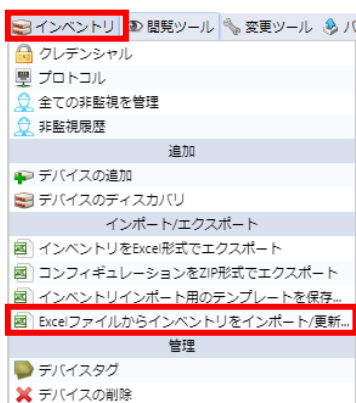 インベントリ 閲覧ツール 変更ツール
クレデンシャル
プロトコル
全ての非監視を管理
非監視履歴
追加
デバイスの追加
デバイスのディスカバリ
インポート/エクスポート
インベントリをExcel形式でエクスポート
コンフィギュレーションをZIP形式でエクスポート
インベントリインポート用のテンプレートを保存...
Excelファイルからインベントリをインポート/更新...
管理
デバイスタグ
デバイスの削除